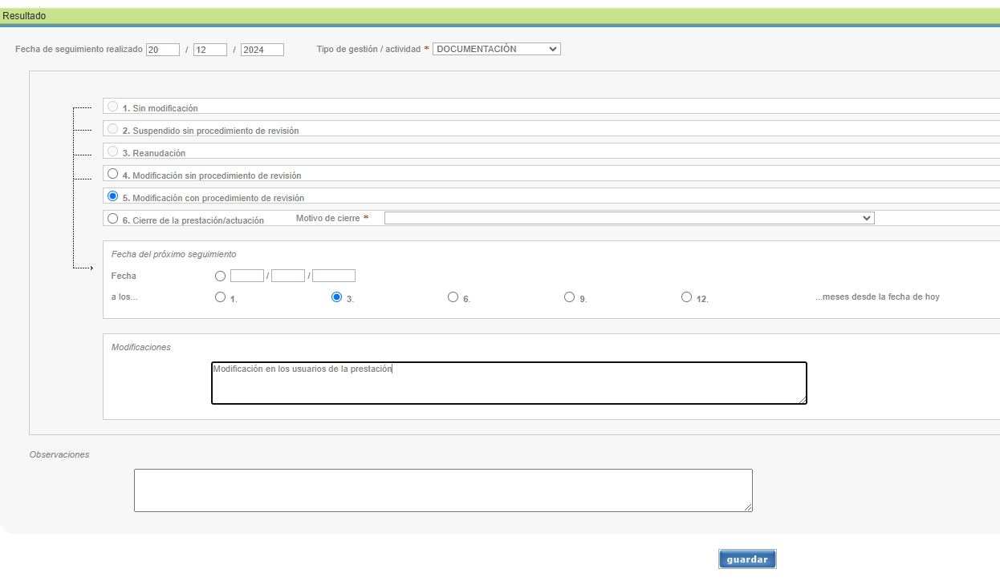 Resultado
Fecha de seguimiento realizado 20 / 12 / 2024 Tipo de gestión / actividad * DOCUMENTACIÓN
1. Sin modificación
2. Suspendido sin procedimiento de revisión
3. Reanudación
4. Modificación sin procedimiento de revisión
5. Modificación con procedimiento de revisión
6. Cierre de la prestación/actuación Motivo de cierre *
Fecha del próximo seguimiento
Fecha / /
a los... 1. 3. 6. 9. 12. ...meses desde la fecha de hoy
Modificaciones
Modificación en los usuarios de la prestación
Observaciones
guardar